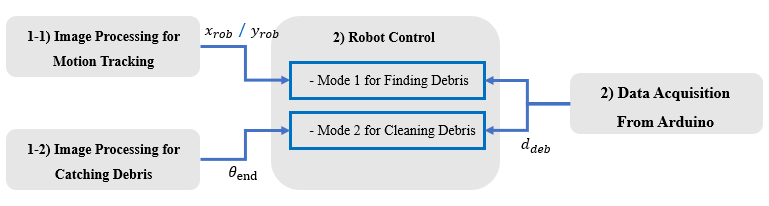 1-1) Image Processing for
Motion Tracking
x_rob / y_rob
2) Robot Control
- Mode 1 for Finding Debris
- Mode 2 for Cleaning Debris
1-2) Image Processing for
Catching Debris
θ_end
2) Data Acquisition
From Arduino
d_deb